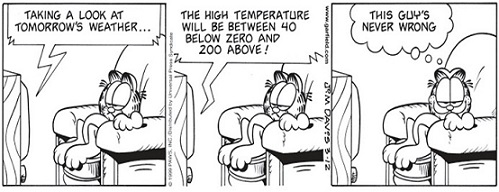 TAKING A LOOK AT
TOMORROW'S WEATHER...
THE HIGH TEMPERATURE
WILL BE BETWEEN 40
BELOW ZERO AND
200 ABOVE!
© 1999 PAWS, INC./Distributed by Universal Press Syndicate
www.garfield.com
THIS GUY'S
NEVER WRONG
JIM DAVIS 3-12